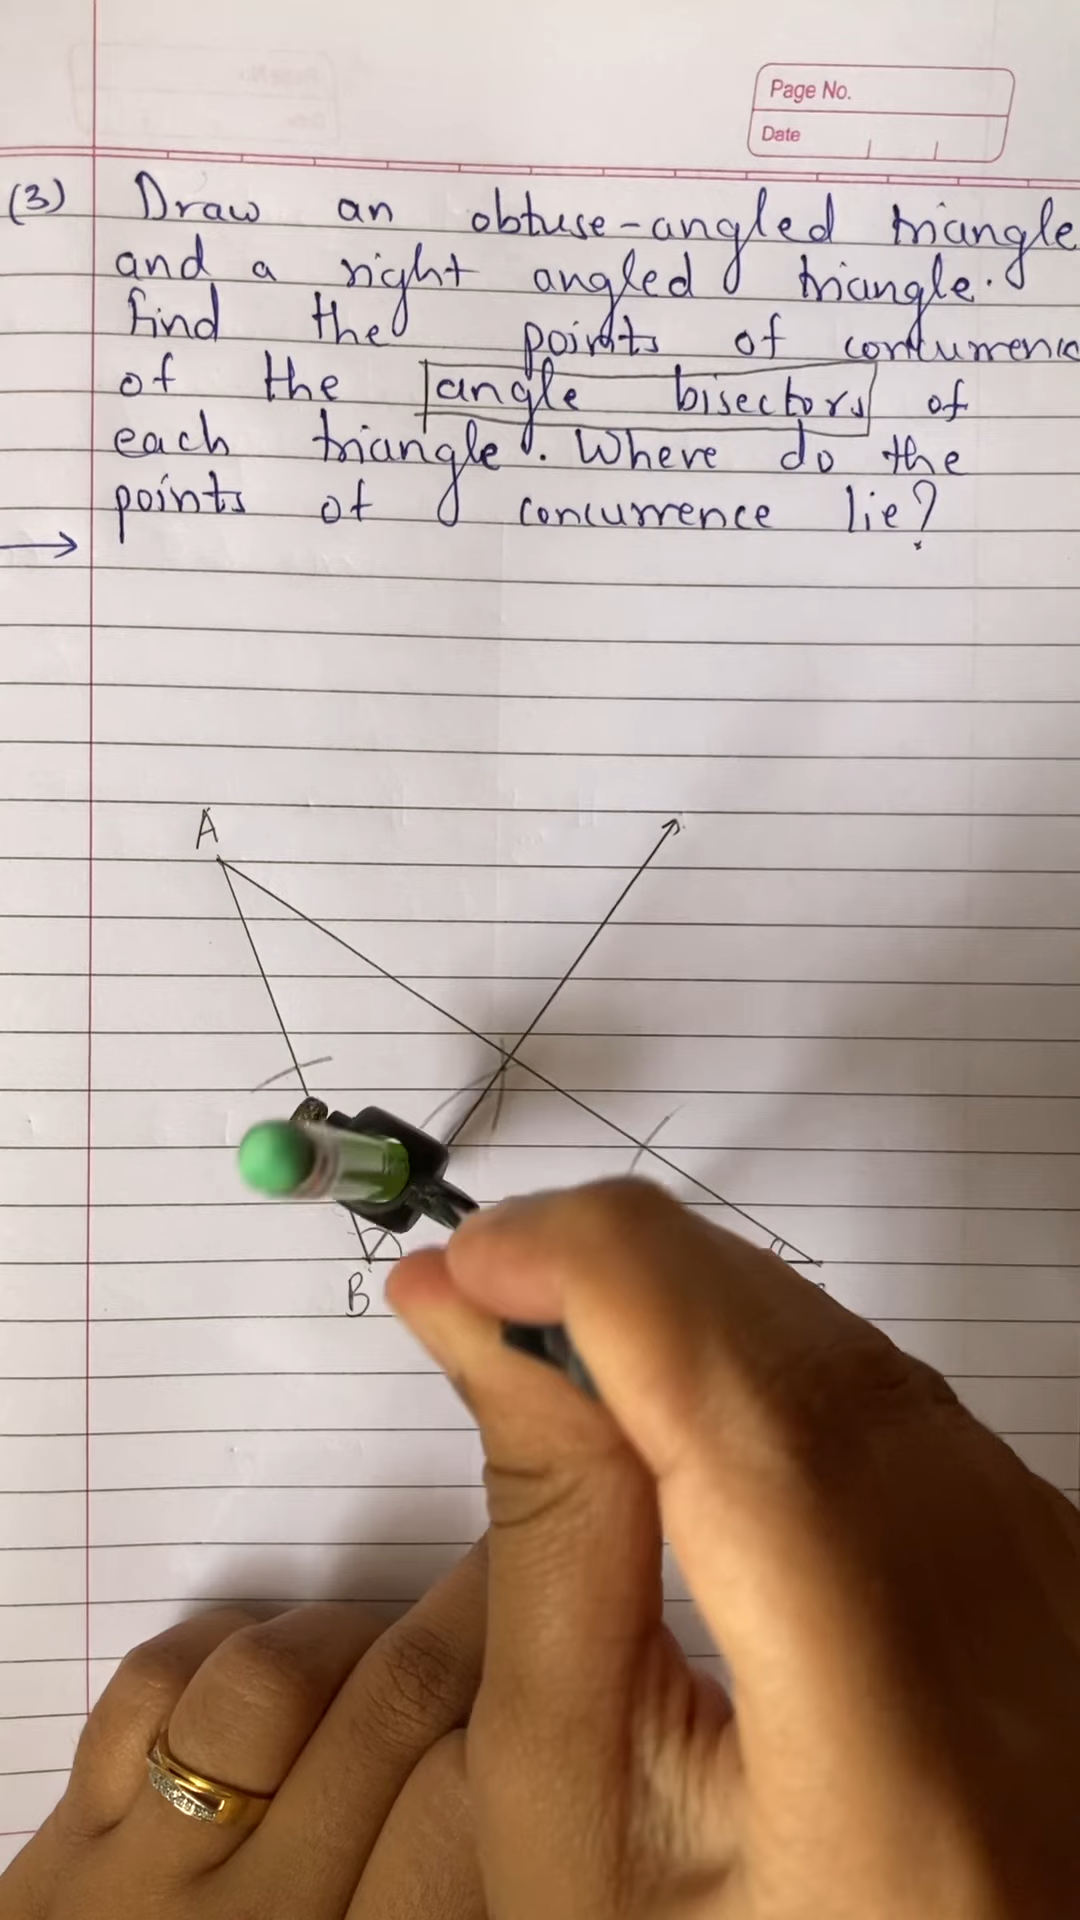 Page No.
Date
(3) Draw an obtuse-angled triangle
and a right angled triangle.
find the points of concurrenc
of the angle bisectors of
each triangle. Where do the
points of concurrence lie?
A
B